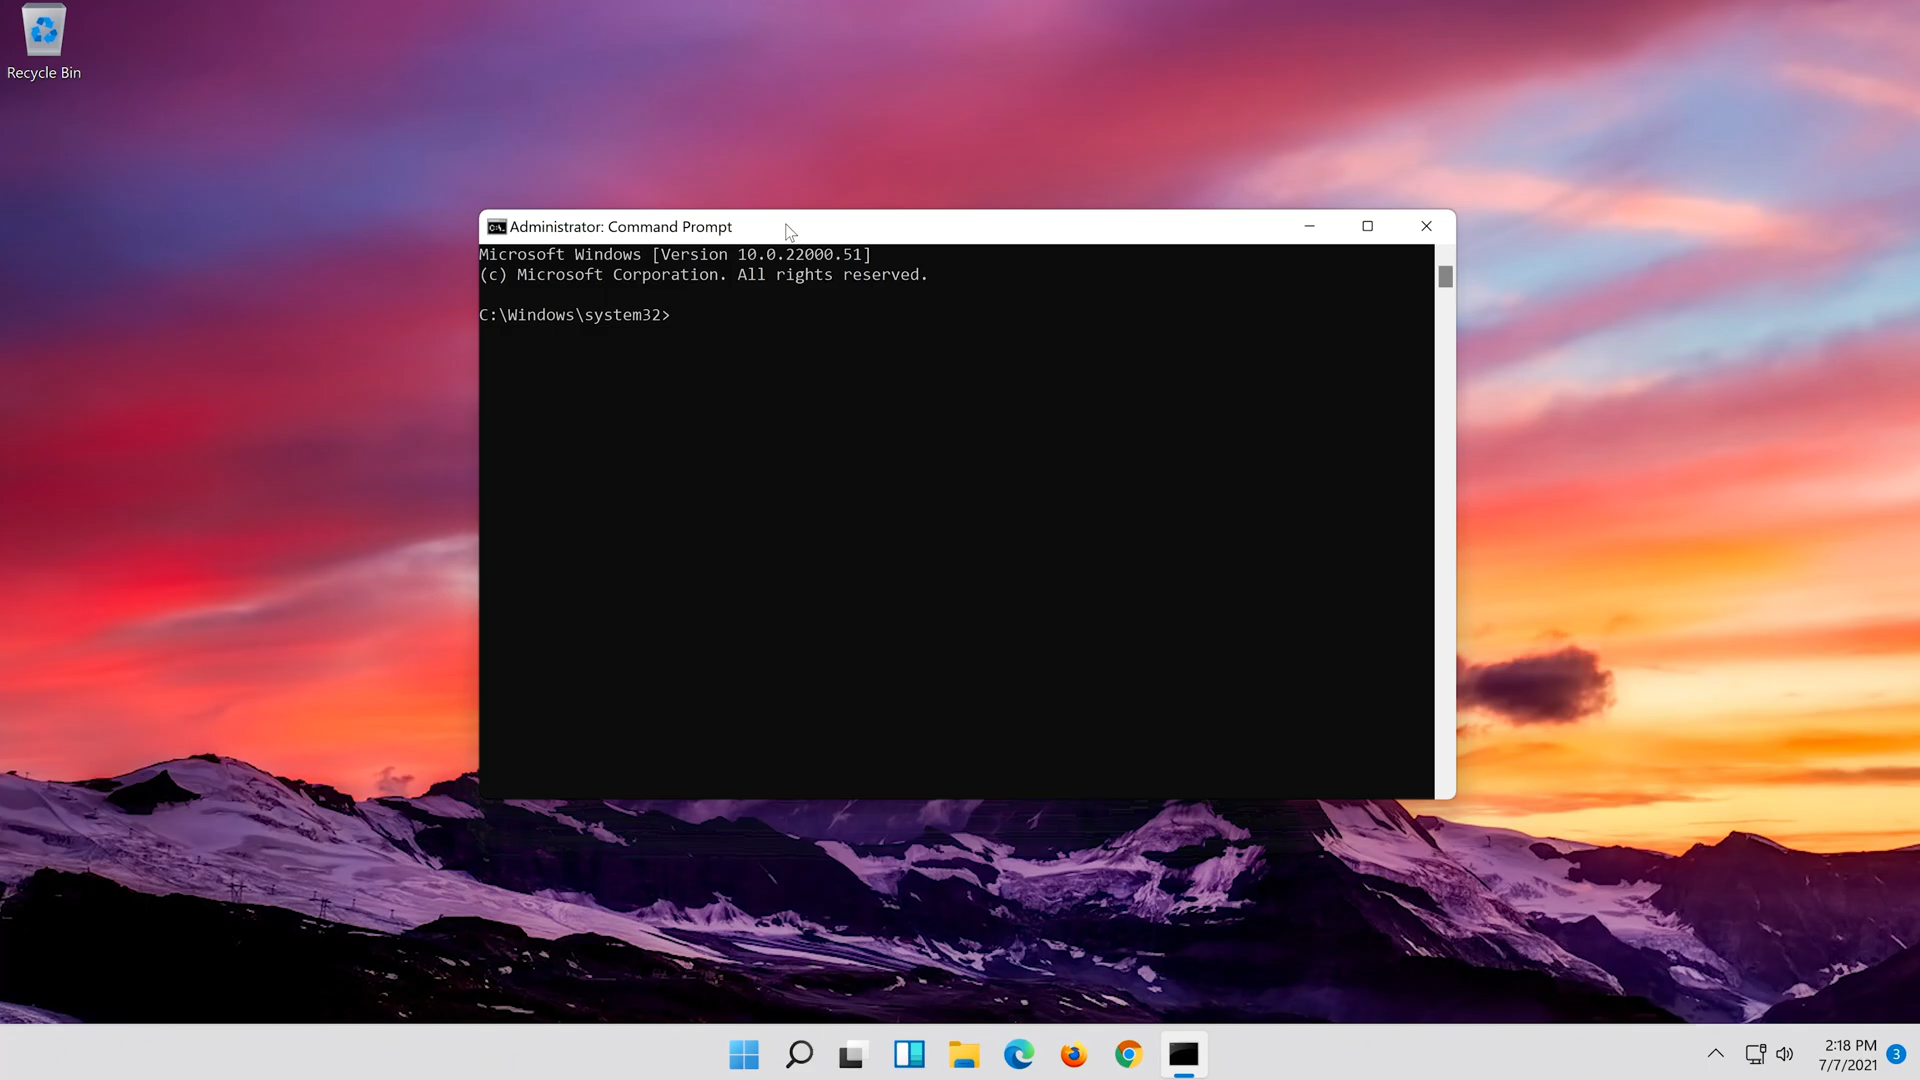 Recycle Bin
Administrator: Command Prompt
Microsoft Windows [Version 10.0.22000.51]
(c) Microsoft Corporation. All rights reserved.
C:\Windows\system32>
2:18 PM
7/7/2021
3